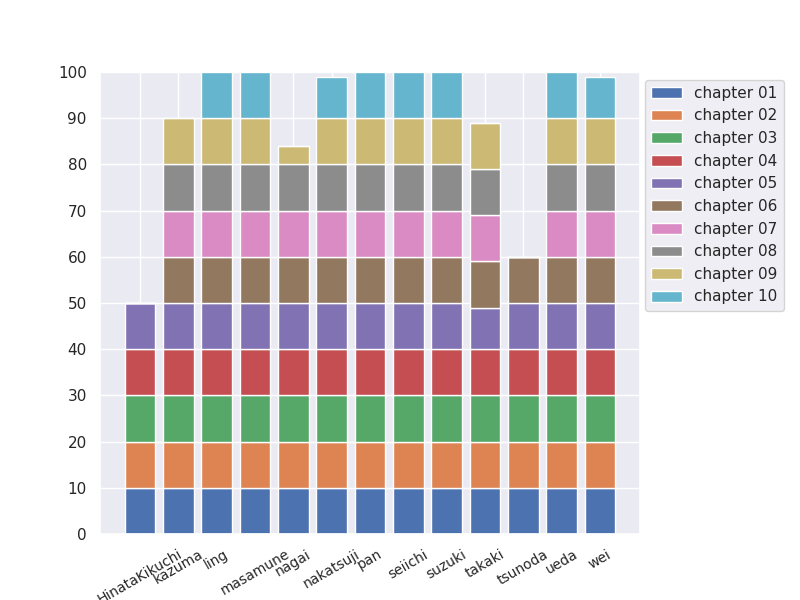 100
90
80
70
60
50
40
30
20
10
0
HinataKikuchi
kazuma
ling
masamune
nagai
nakatsuji
pan
seiichi
suzuki
takaki
tsunoda
ueda
wei
chapter 01
chapter 02
chapter 03
chapter 04
chapter 05
chapter 06
chapter 07
chapter 08
chapter 09
chapter 10